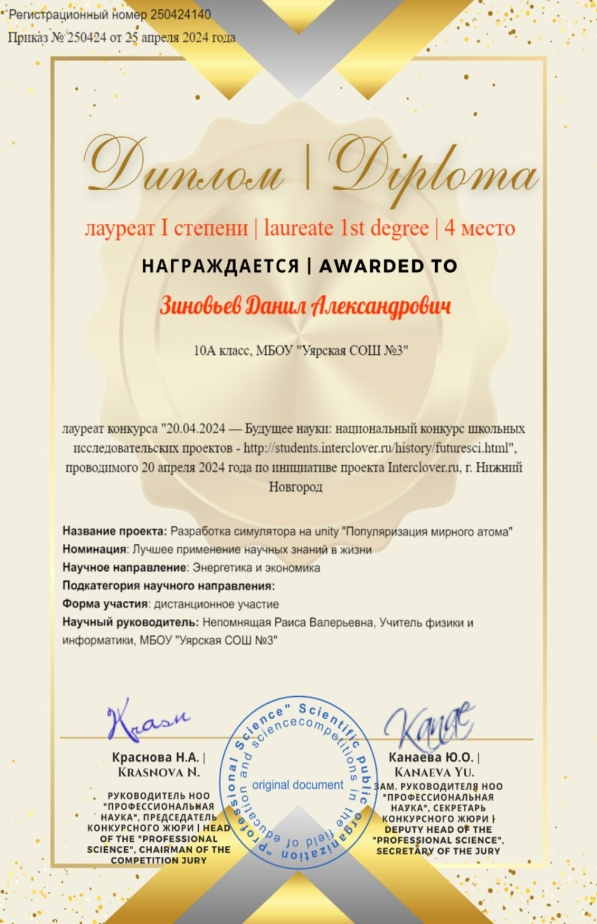 Регистрационный номер 250424140
Приказ № 250424 от 25 апреля 2024 года
Диплом | Diploma
лауреат I степени | laureate 1st degree | 4 место
НАГРАЖДАЕТСЯ | AWARDED TO
Зиновьев Данил Александрович
10А класс, МБОУ "Уярская СОШ №3"
лауреат конкурса "20.04.2024 — Будущее науки: национальный конкурс школьных
исследовательских проектов - http://students.interclover.ru/history/futuresci.html",
проводимого 20 апреля 2024 года по инициативе проекта Interclover.ru, г. Нижний
Новгород
Название проекта: Разработка симулятора на unity "Популяризация мирного атома"
Номинация: Лучшее применение научных знаний в жизни
Научное направление: Энергетика и экономика
Подкатегория научного направления:
Форма участия: дистанционное участие
Научный руководитель: Непомнящая Раиса Валерьевна, Учитель физики и
информатики, МБОУ "Уярская СОШ №3"
Краснова Н.А. |
Krasnova N.
РУКОВОДИТЕЛЬ НОО
"ПРОФЕССИОНАЛЬНАЯ
НАУКА", ПРЕДСЕДАТЕЛЬ
КОНКУРСНОГО ЖЮРИ | HEAD
OF THE "PROFESSIONAL
SCIENCE", CHAIRMAN OF THE
COMPETITION JURY
"Professional Science" Scientific public organization
in the field of education and sciencecompetitions
original document
Канаева Ю.О. |
Kanaeva Yu.
ЗАМ. РУКОВОДИТЕЛЯ НОО
"ПРОФЕССИОНАЛЬНАЯ
НАУКА", СЕКРЕТАРЬ
КОНКУРСНОГО ЖЮРИ |
DEPUTY HEAD OF THE
"PROFESSIONAL SCIENCE",
SECRETARY OF THE JURY